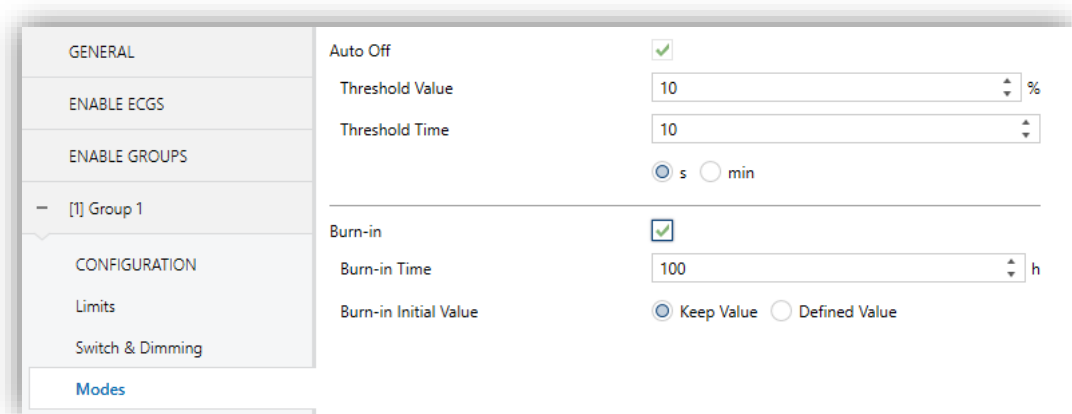 GENERAL
ENABLE ECGS
ENABLE GROUPS
[1] Group 1
CONFIGURATION
Limits
Switch & Dimming
Modes
Auto Off
Threshold Value 10 %
Threshold Time 10
s min
Burn-in
Burn-in Time 100 h
Burn-in Initial Value Keep Value Defined Value